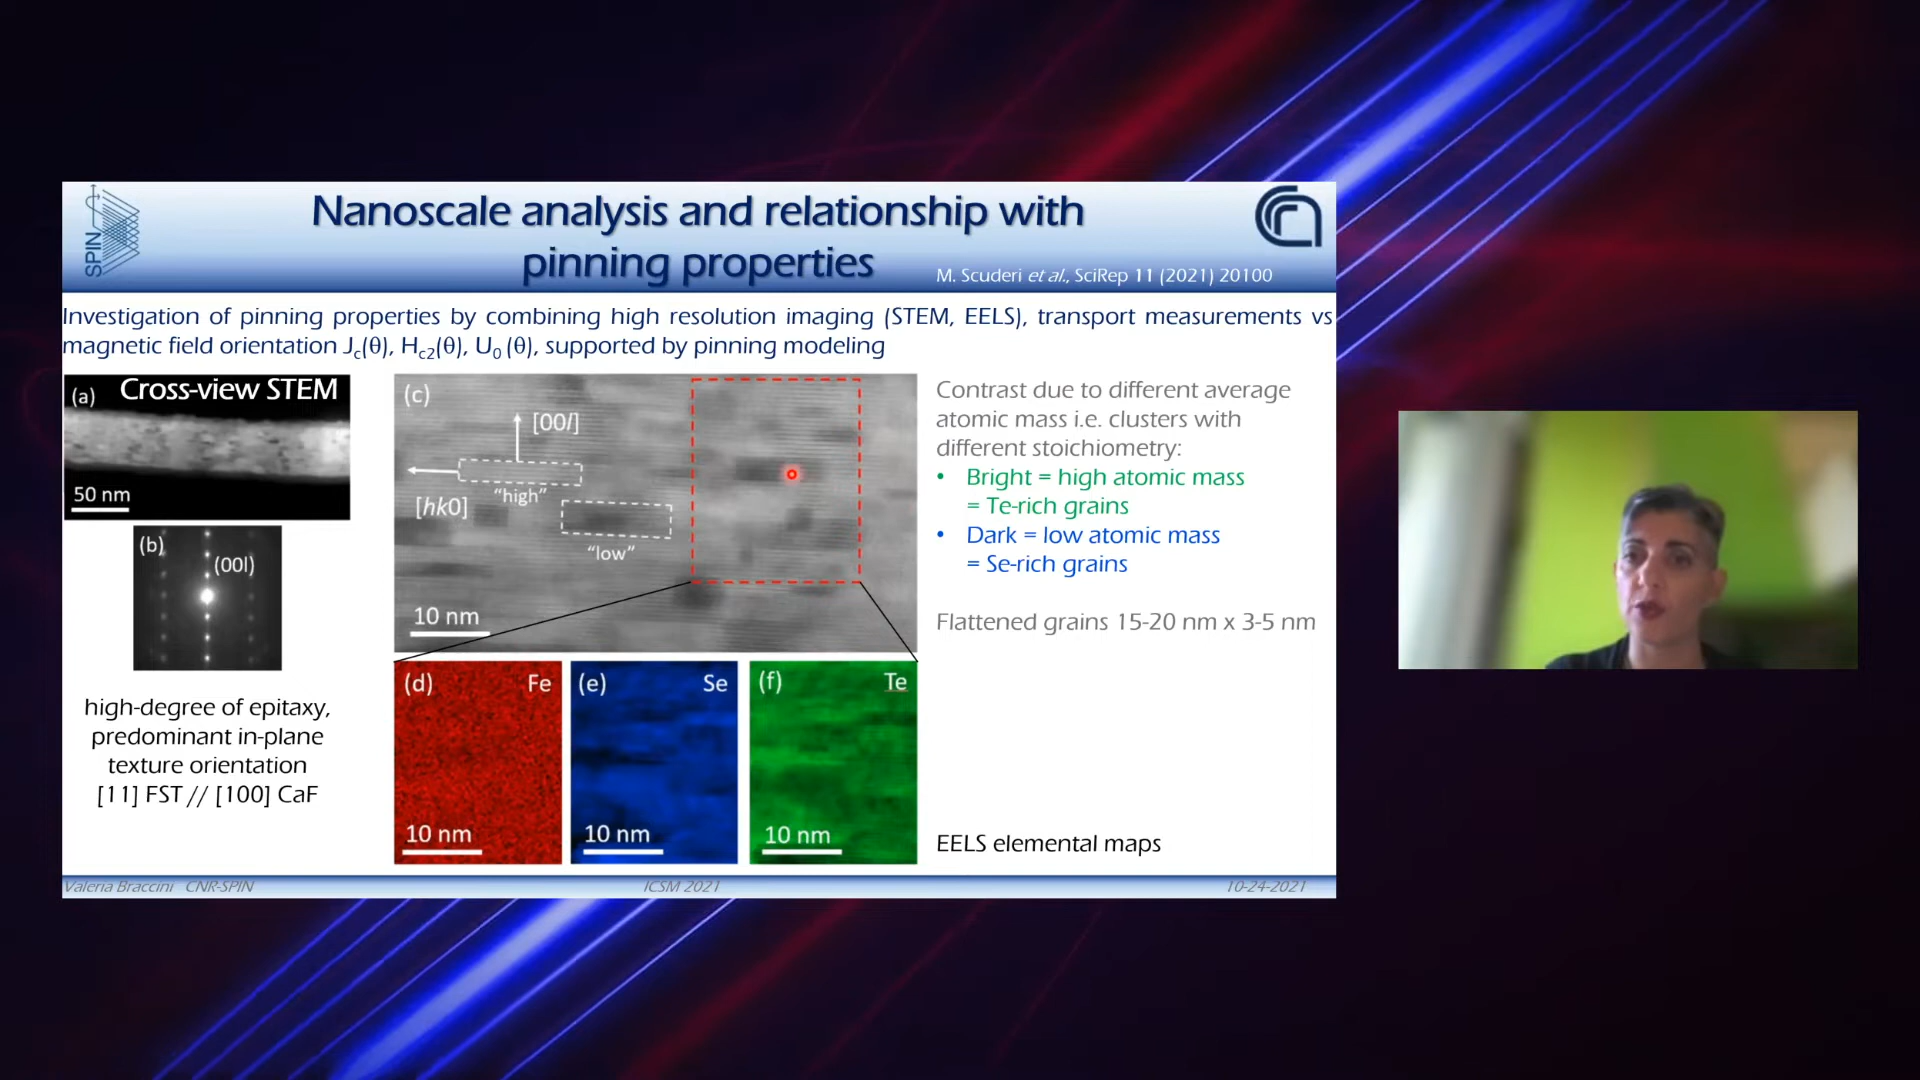 SPIN
Nanoscale analysis and relationship with
pinning properties
M. Scuderi et al., SciRep 11 (2021) 20100
Investigation of pinning properties by combining high resolution imaging (STEM, EELS), transport measurements vs
magnetic field orientation Jc(θ), Hc2(θ), U0 (θ), supported by pinning modeling
(a) Cross-view STEM
50 nm
(b)
(00l)
high-degree of epitaxy,
predominant in-plane
texture orientation
[11] FST // [100] CaF
(c)
[00l]
"high"
[hk0]
"low"
10 nm
(d) Fe
10 nm
(e) Se
10 nm
(f) Te
10 nm
Contrast due to different average
atomic mass i.e. clusters with
different stoichiometry:
• Bright = high atomic mass
= Te-rich grains
• Dark = low atomic mass
= Se-rich grains
Flattened grains 15-20 nm x 3-5 nm
EELS elemental maps
Valeria Braccini CNR-SPIN
ICSM 2021
10-24-2021